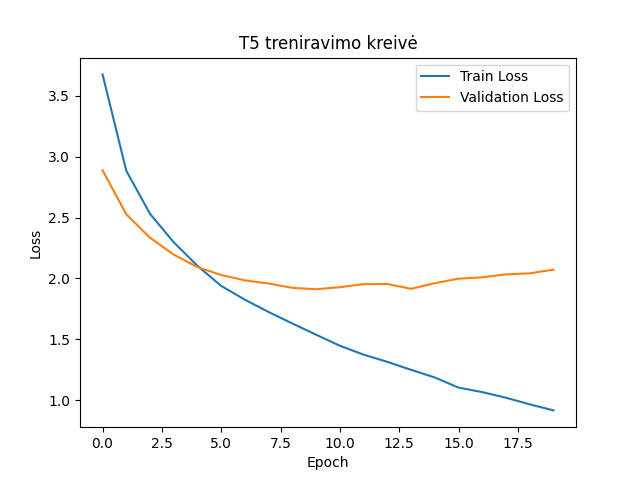 T5 treniravimo kreivė
Train Loss
Validation Loss
3.5
3.0
2.5
2.0
1.5
1.0
Loss
0.0 2.5 5.0 7.5 10.0 12.5 15.0 17.5
Epoch